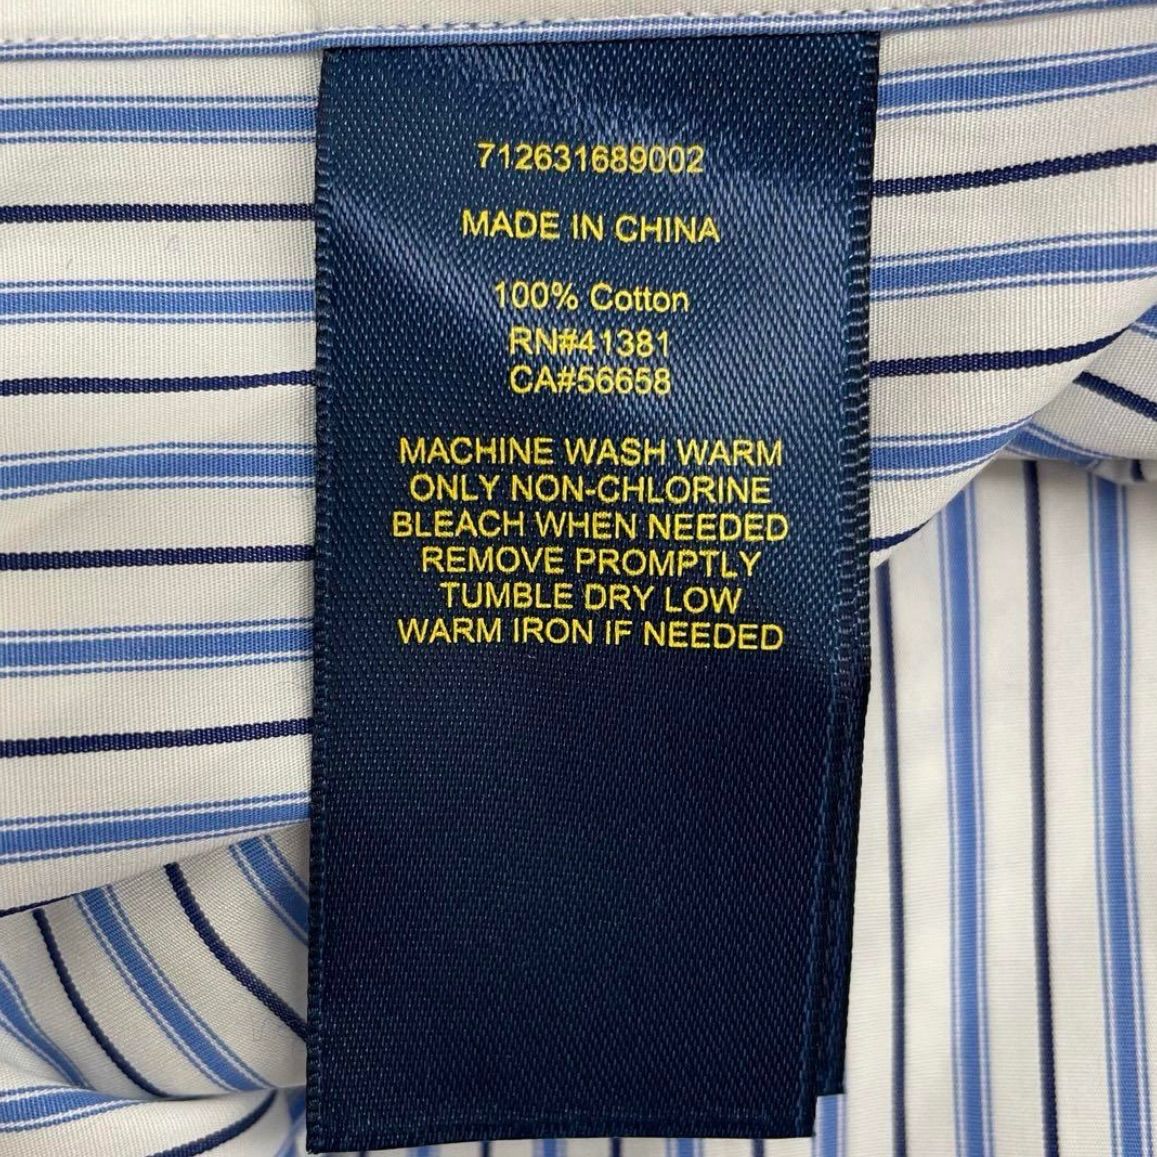 712631689002
MADE IN CHINA
100% Cotton
RN#41381
CA#56658
MACHINE WASH WARM
ONLY NON-CHLORINE
BLEACH WHEN NEEDED
REMOVE PROMPTLY
TUMBLE DRY LOW
WARM IRON IF NEEDED